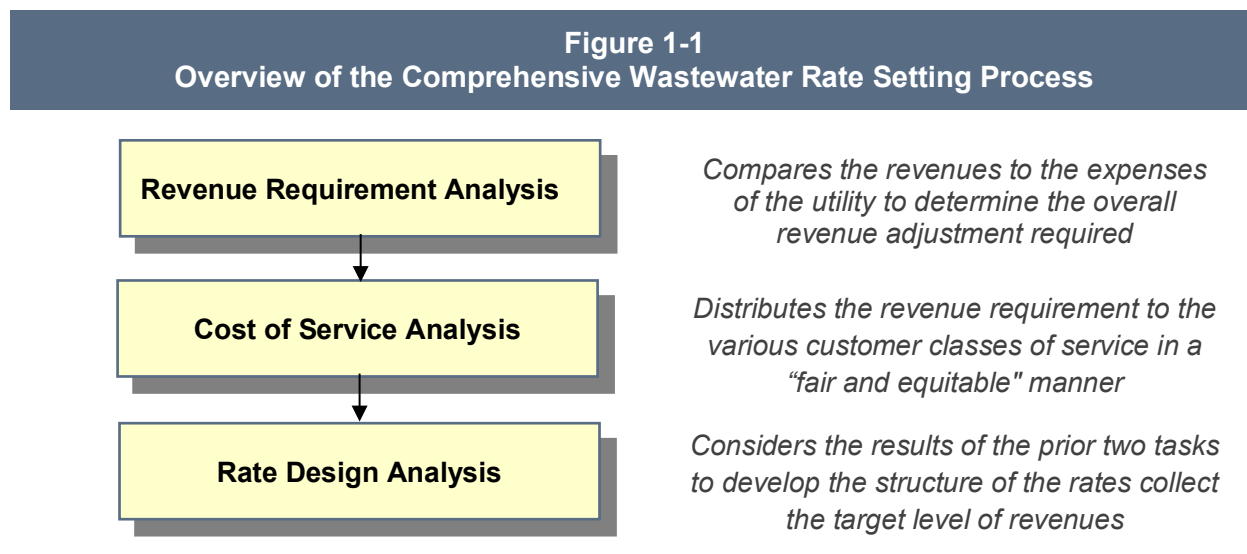 Figure 1-1
Overview of the Comprehensive Wastewater Rate Setting Process
Revenue Requirement Analysis
Compares the revenues to the expenses
of the utility to determine the overall
revenue adjustment required
Cost of Service Analysis
Distributes the revenue requirement to the
various customer classes of service in a
“fair and equitable" manner
Rate Design Analysis
Considers the results of the prior two tasks
to develop the structure of the rates collect
the target level of revenues